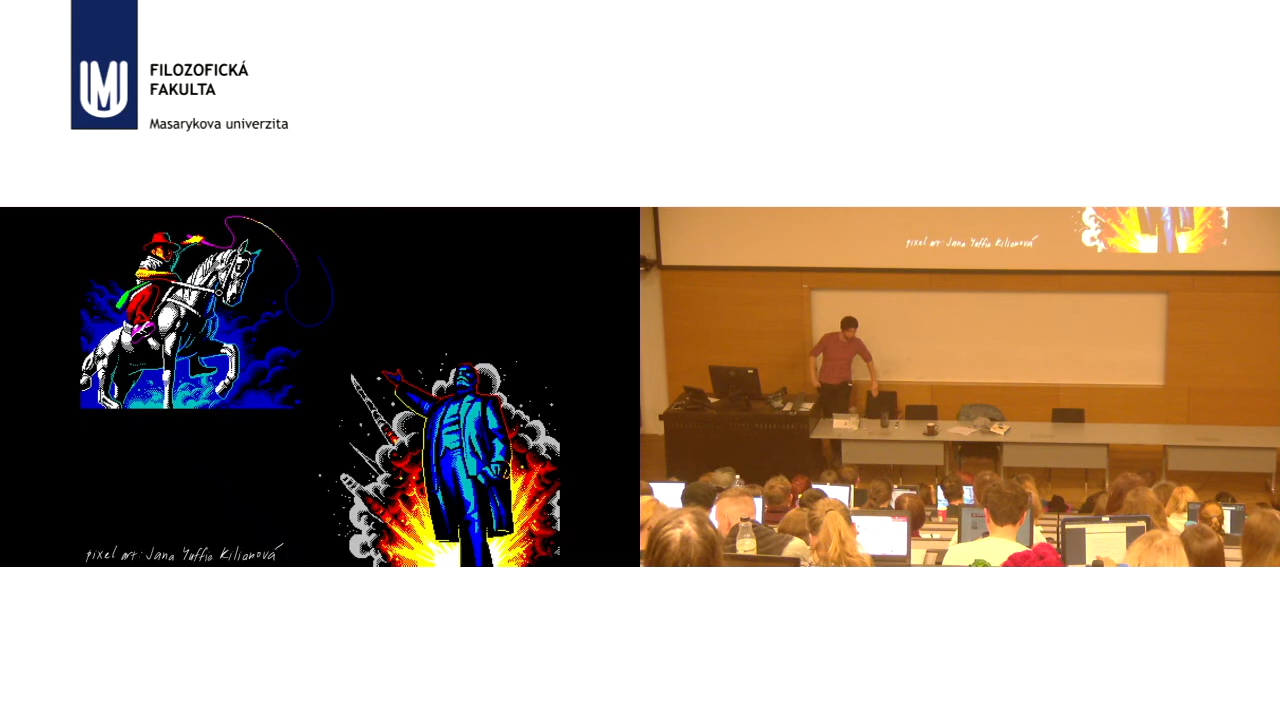 FILOZOFICKÁ
FAKULTA
Masarykova univerzita
pixel art: Jana Yuffie Kilianová
pixel art: Jana Yuffie Kilianová